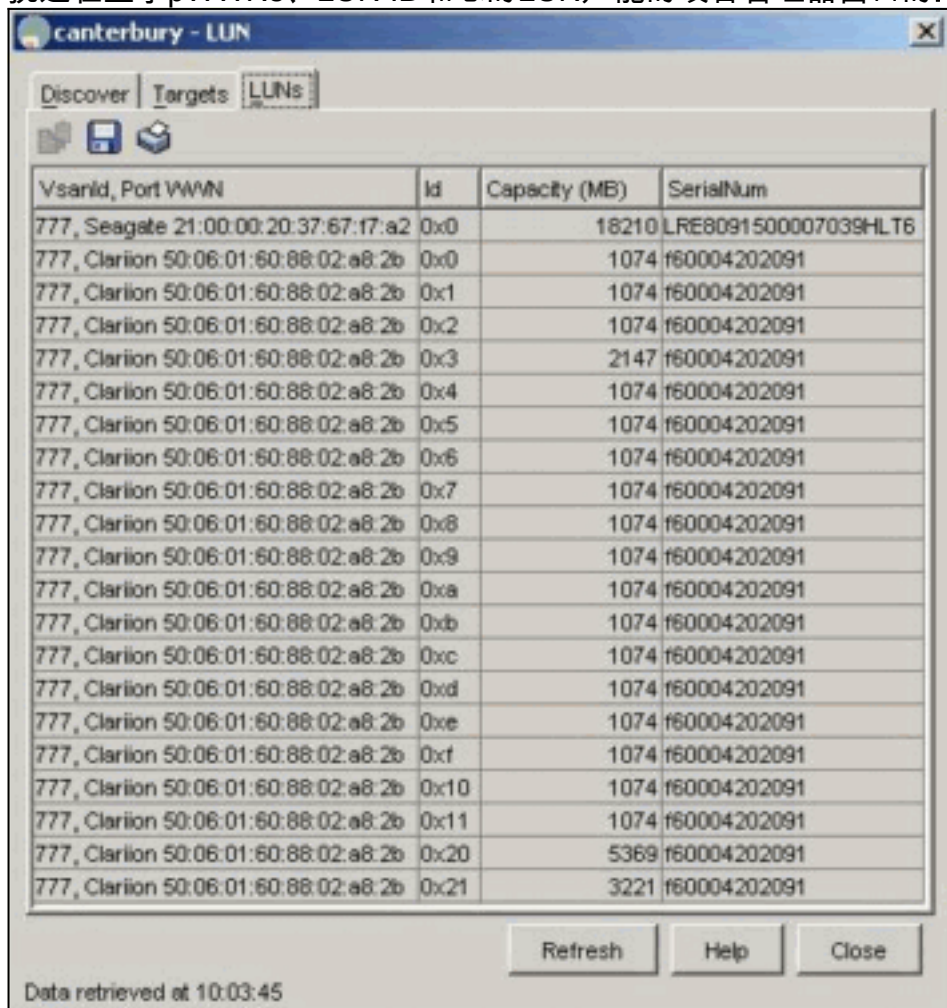 canterbury - LUN
Discover Targets LUNs
VsanId, Port WWN Id Capacity (MB) SerialNum
777, Seagate 21:00:00:20:37:67:f7:a2 0x0 18210 LRE8091500007039HLT6
777, Clariion 50:06:01:60:88:02:a8:2b 0x0 1074 f60004202091
777, Clariion 50:06:01:60:88:02:a8:2b 0x1 1074 f60004202091
777, Clariion 50:06:01:60:88:02:a8:2b 0x2 1074 f60004202091
777, Clariion 50:06:01:60:88:02:a8:2b 0x3 2147 f60004202091
777, Clariion 50:06:01:60:88:02:a8:2b 0x4 1074 f60004202091
777, Clariion 50:06:01:60:88:02:a8:2b 0x5 1074 f60004202091
777, Clariion 50:06:01:60:88:02:a8:2b 0x6 1074 f60004202091
777, Clariion 50:06:01:60:88:02:a8:2b 0x7 1074 f60004202091
777, Clariion 50:06:01:60:88:02:a8:2b 0x8 1074 f60004202091
777, Clariion 50:06:01:60:88:02:a8:2b 0x9 1074 f60004202091
777, Clariion 50:06:01:60:88:02:a8:2b 0xa 1074 f60004202091
777, Clariion 50:06:01:60:88:02:a8:2b 0xb 1074 f60004202091
777, Clariion 50:06:01:60:88:02:a8:2b 0xc 1074 f60004202091
777, Clariion 50:06:01:60:88:02:a8:2b 0xd 1074 f60004202091
777, Clariion 50:06:01:60:88:02:a8:2b 0xe 1074 f60004202091
777, Clariion 50:06:01:60:88:02:a8:2b 0xf 1074 f60004202091
777, Clariion 50:06:01:60:88:02:a8:2b 0x10 1074 f60004202091
777, Clariion 50:06:01:60:88:02:a8:2b 0x11 1074 f60004202091
777, Clariion 50:06:01:60:88:02:a8:2b 0x20 5369 f60004202091
777, Clariion 50:06:01:60:88:02:a8:2b 0x21 3221 f60004202091
Refresh Help Close
Data retrieved at 10:03:45